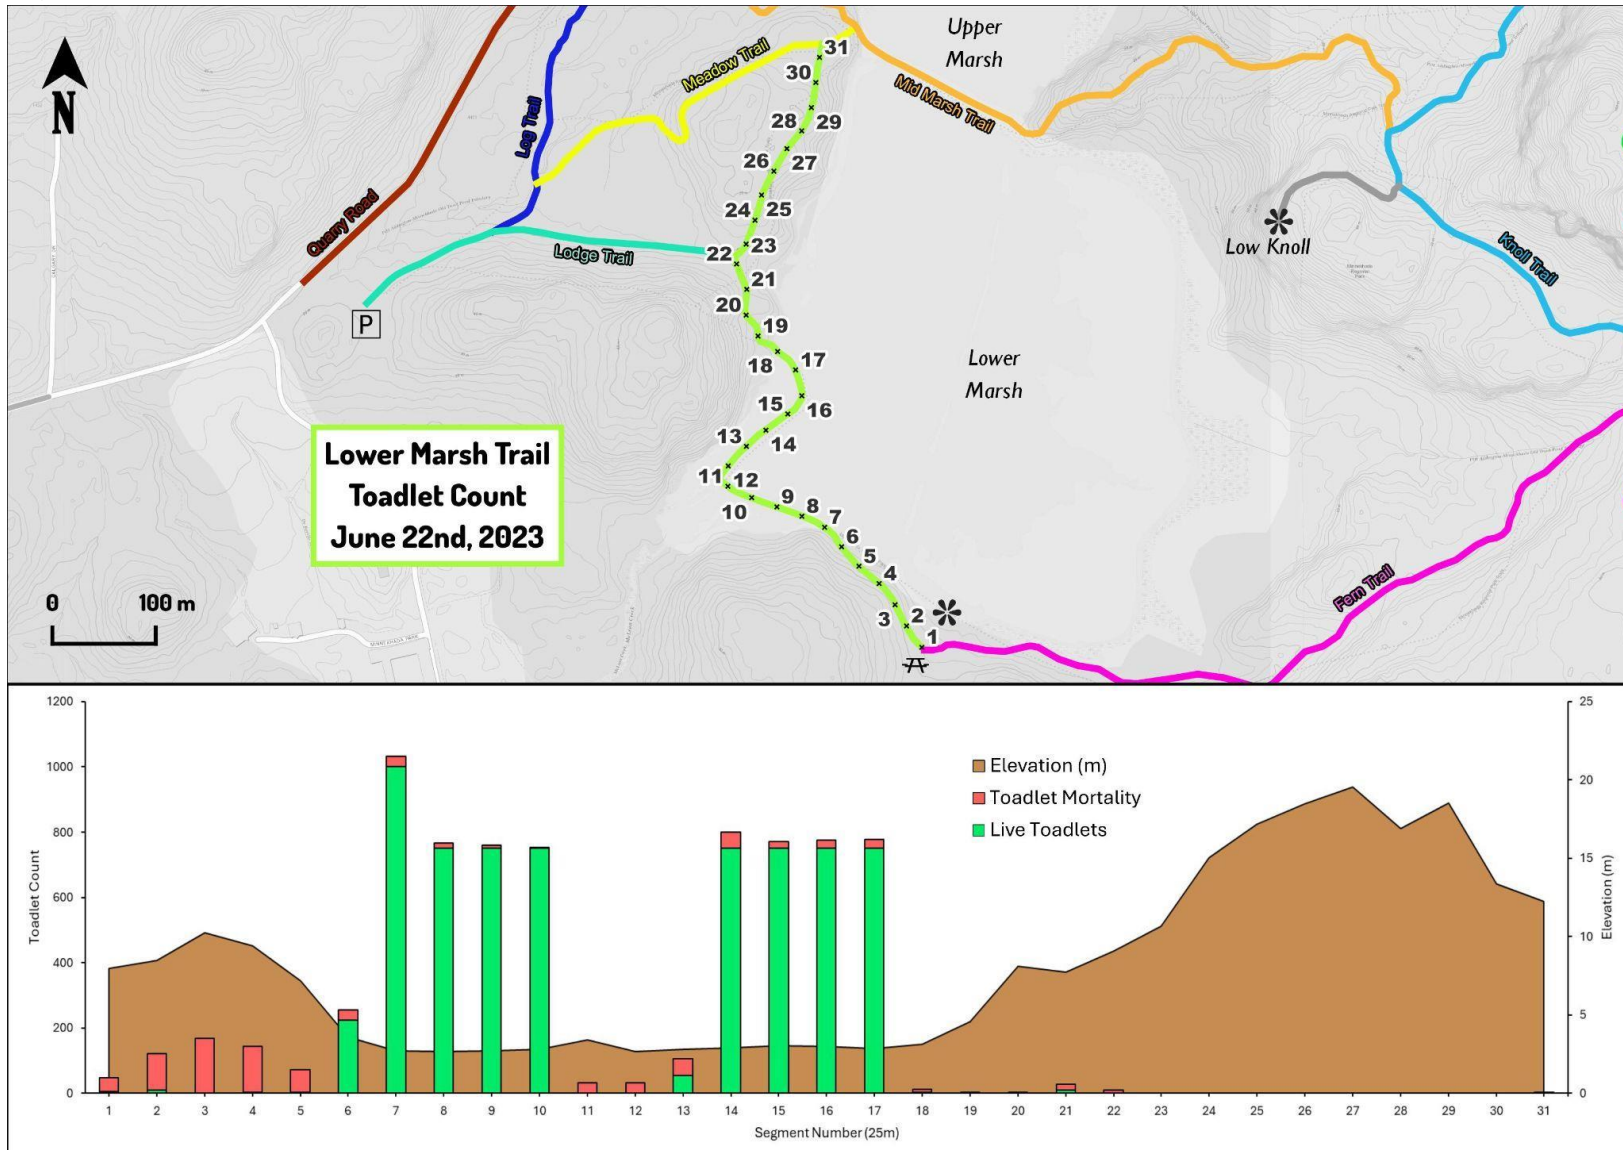 Upper
Marsh
N
Quarry Road
Log Trail
Meadow Trail
Mid Marsh Trail
Lodge Trail
P
Low Knoll
Knoll Trail
Lower
Marsh
Fern Trail
31
30
29
28
27
26
25
24
23
22
21
20
19
18
17
16
15
14
13
12
11
10
9
8
7
6
5
4
3
2
1
Lower Marsh Trail
Toadlet Count
June 22nd, 2023
0 100 m
1200
1000
800
600
400
200
0
Toadlet Count
Elevation (m)
Toadlet Mortality
Live Toadlets
25
20
15
10
5
0
Elevation (m)
1 2 3 4 5 6 7 8 9 10 11 12 13 14 15 16 17 18 19 20 21 22 23 24 25 26 27 28 29 30 31
Segment Number (25m)